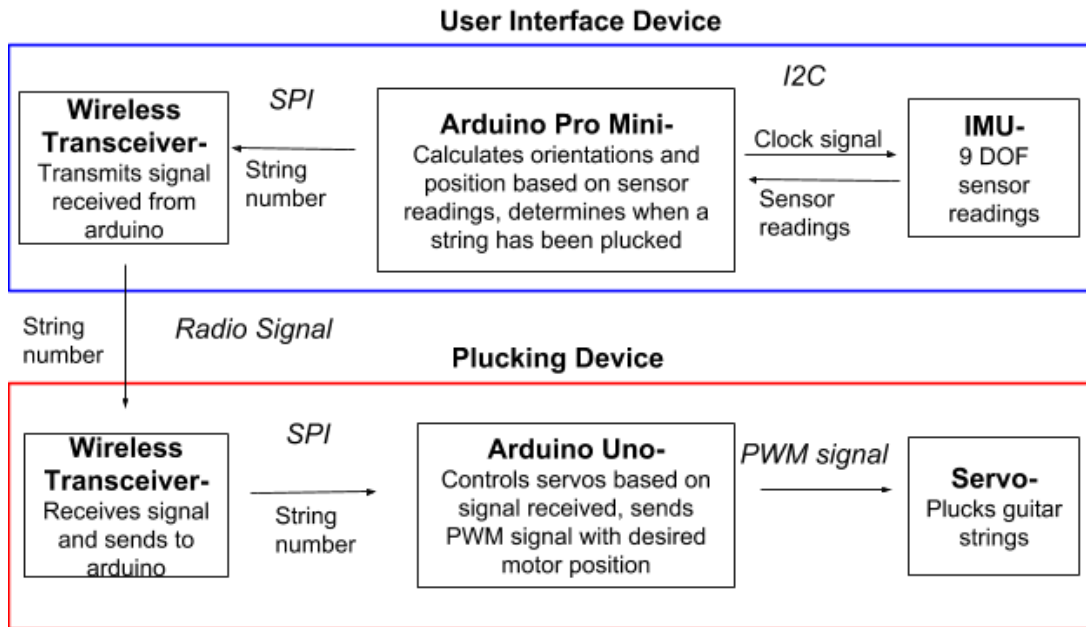 User Interface Device
Wireless
Transceiver-
Transmits signal
received from
arduino
SPI
String
number
Arduino Pro Mini-
Calculates orientations and
position based on sensor
readings, determines when a
string has been plucked
I2C
Clock signal
Sensor
readings
IMU-
9 DOF
sensor
readings
String
number
Radio Signal
Plucking Device
Wireless
Transceiver-
Receives signal
and sends to
arduino
SPI
String
number
Arduino Uno-
Controls servos based on
signal received, sends
PWM signal with desired
motor position
PWM signal
Servo-
Plucks guitar
strings